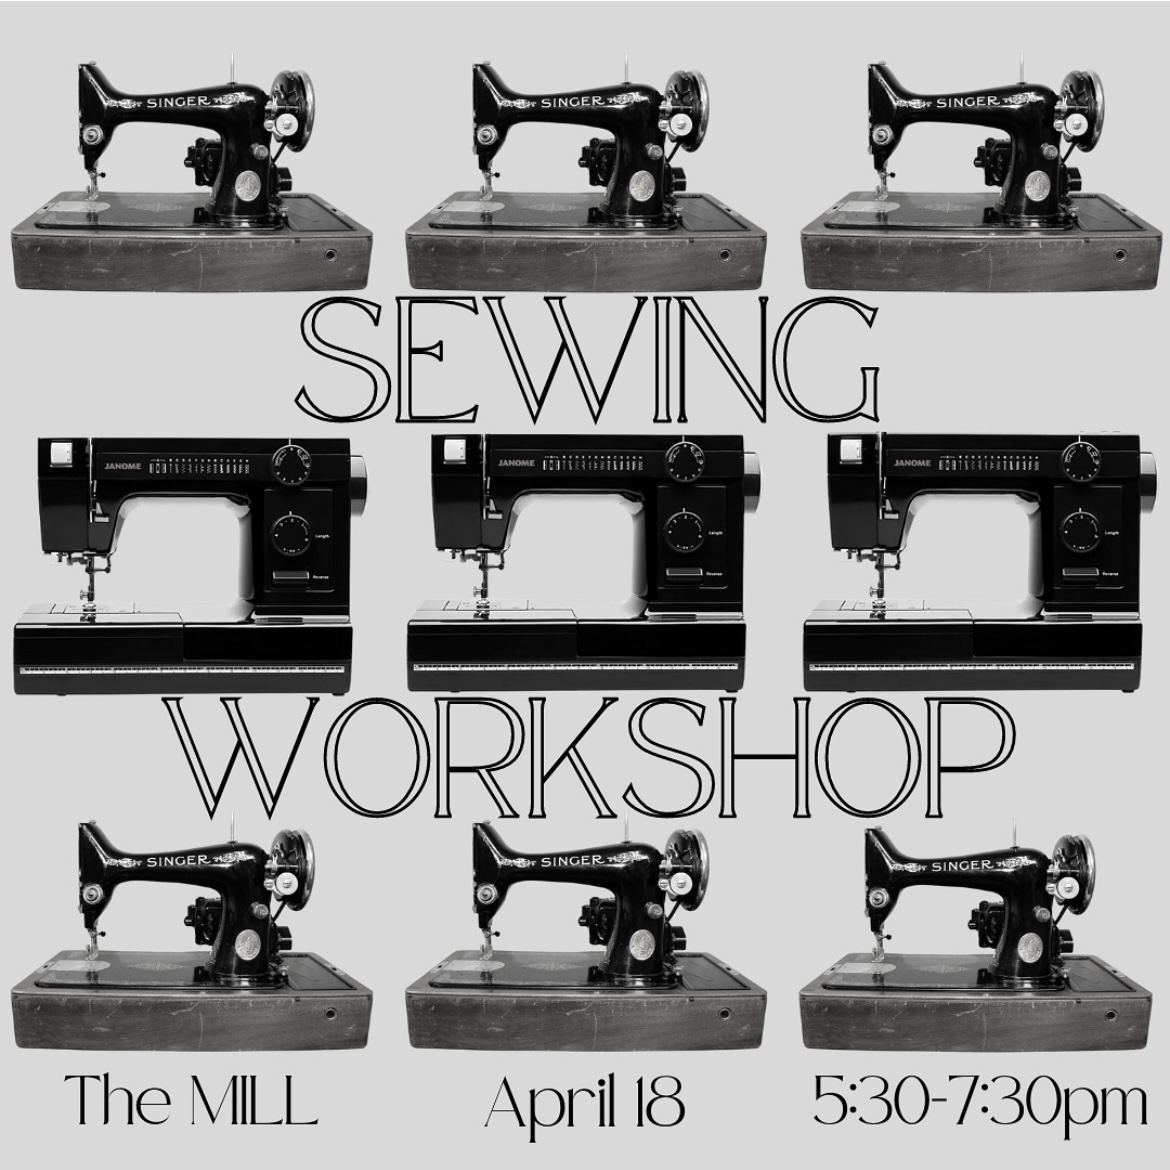 SINGER SINGER SINGER
SEWING
JANOME JANOME JANOME
Length Length Length
Reverse Reverse Reverse
WORKSHOP
SINGER SINGER SINGER
The MILL April 18 5:30-7:30pm